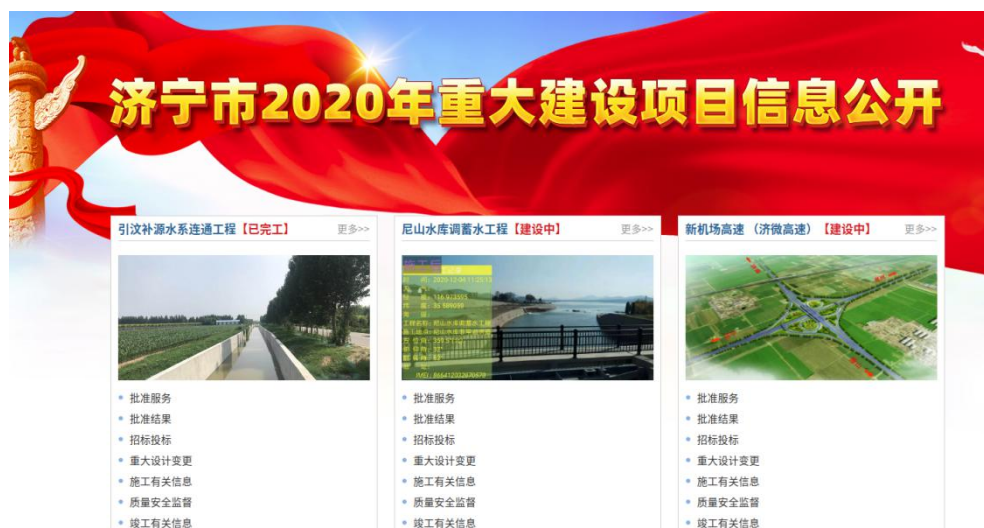 济宁市2020年重大建设项目信息公开
引汶补源水系连通工程【已完工】 更多>>
尼山水库调蓄水工程【建设中】 更多>>
新机场高速 （济微高速）【建设中】 更多>>
施工后
批准服务
批准结果
招标投标
重大设计变更
施工有关信息
质量安全监督
竣工有关信息
批准服务
批准结果
招标投标
重大设计变更
施工有关信息
质量安全监督
竣工有关信息
批准服务
批准结果
招标投标
重大设计变更
施工有关信息
质量安全监督
竣工有关信息